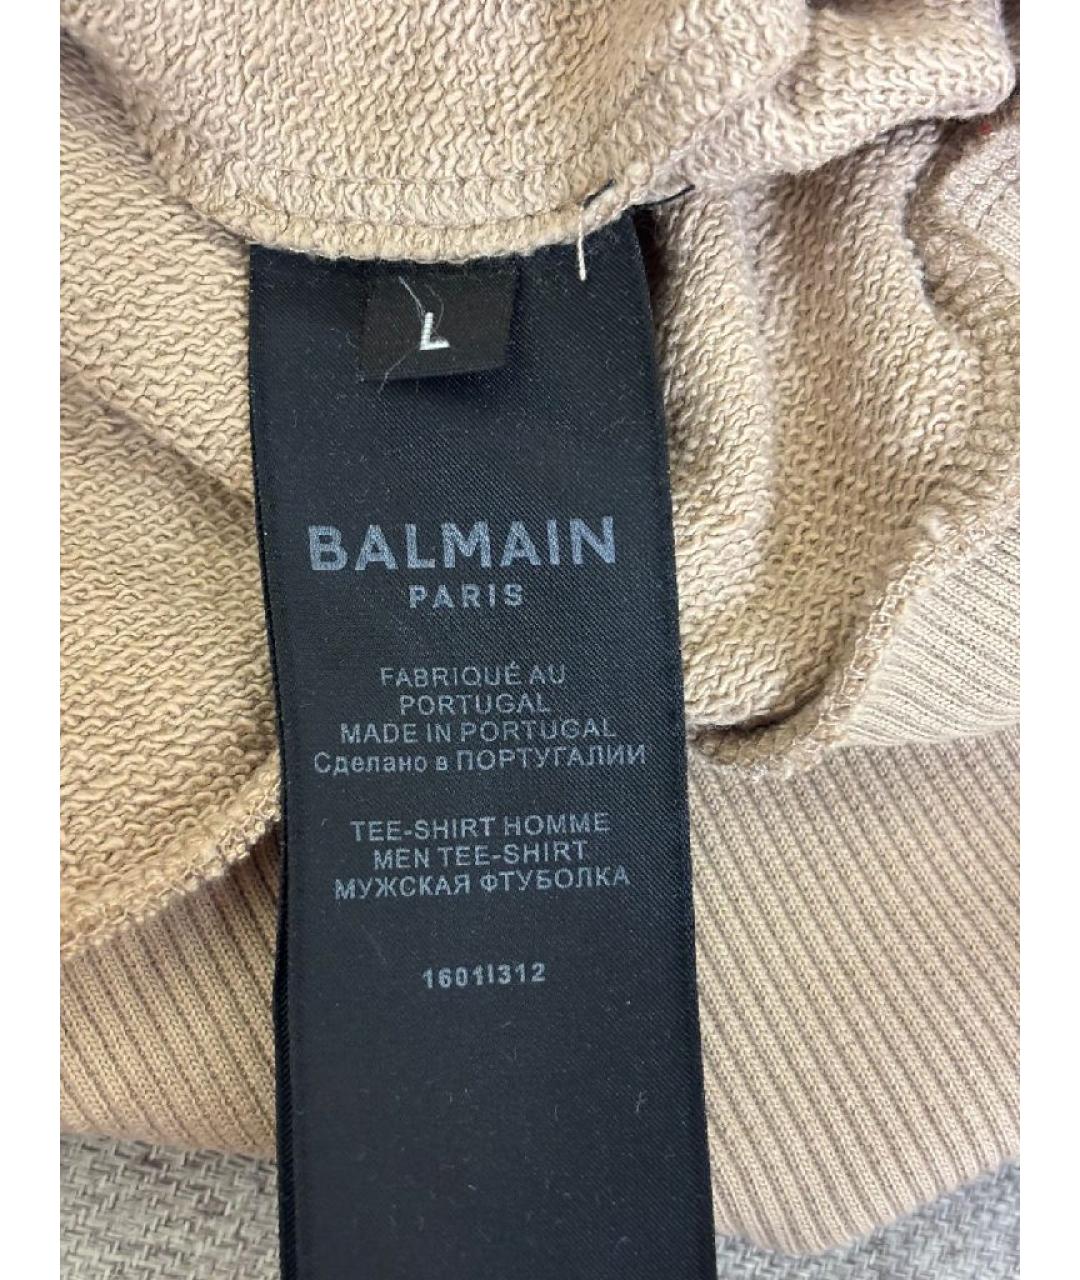 L
BALMAIN
PARIS
FABRIQUÉ AU
PORTUGAL
MADE IN PORTUGAL
Сделано в ПОРТУГАЛИИ
TEE-SHIRT HOMME
MEN TEE-SHIRT
МУЖСКАЯ ФТУБОЛКА
1601I312